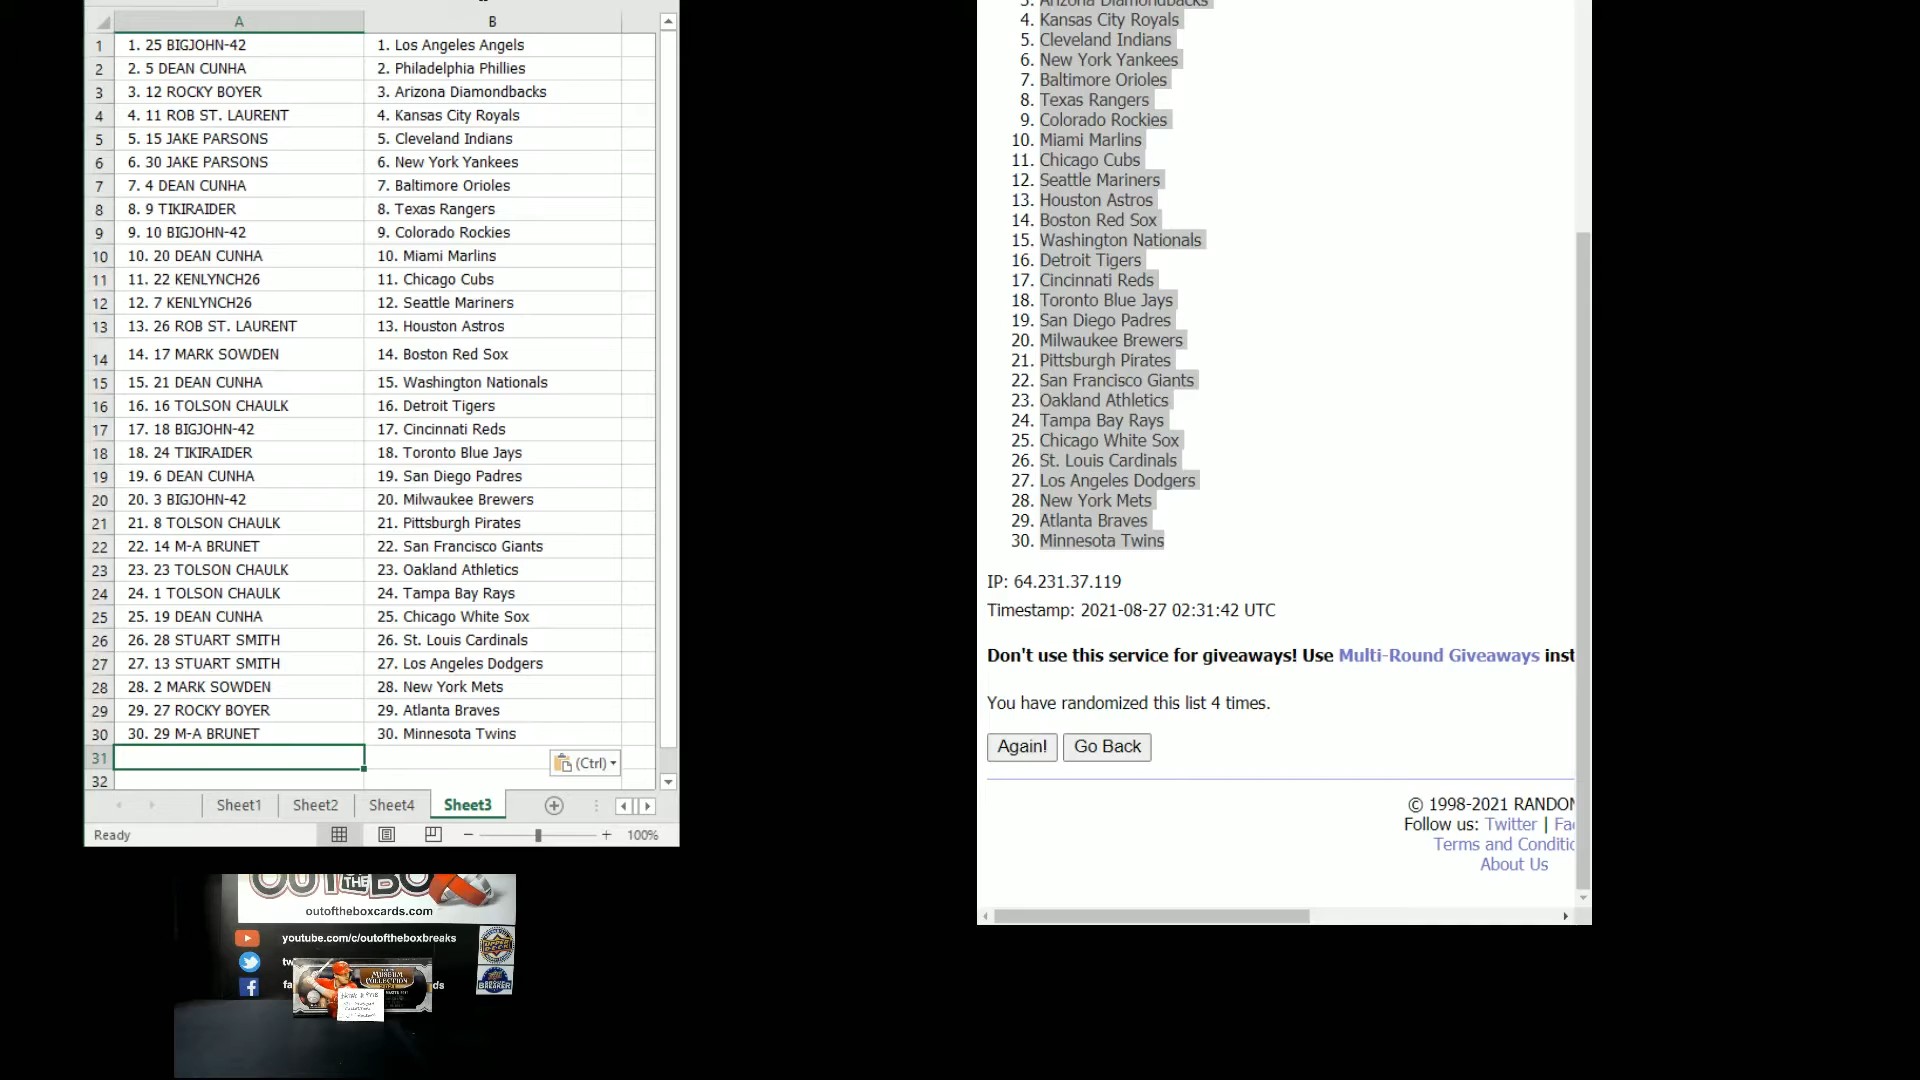 A B
1 1. 25 BIGJOHN-42 1. Los Angeles Angels
2 2. 5 DEAN CUNHA 2. Philadelphia Phillies
3 3. 12 ROCKY BOYER 3. Arizona Diamondbacks
4 4. 11 ROB ST. LAURENT 4. Kansas City Royals
5 5. 15 JAKE PARSONS 5. Cleveland Indians
6 6. 30 JAKE PARSONS 6. New York Yankees
7 7. 4 DEAN CUNHA 7. Baltimore Orioles
8 8. 9 TIKIRAIDER 8. Texas Rangers
9 9. 10 BIGJOHN-42 9. Colorado Rockies
10 10. 20 DEAN CUNHA 10. Miami Marlins
11 11. 22 KENLYNCH26 11. Chicago Cubs
12 12. 7 KENLYNCH26 12. Seattle Mariners
13 13. 26 ROB ST. LAURENT 13. Houston Astros
14 14. 17 MARK SOWDEN 14. Boston Red Sox
15 15. 21 DEAN CUNHA 15. Washington Nationals
16 16. 16 TOLSON CHAULK 16. Detroit Tigers
17 17. 18 BIGJOHN-42 17. Cincinnati Reds
18 18. 24 TIKIRAIDER 18. Toronto Blue Jays
19 19. 6 DEAN CUNHA 19. San Diego Padres
20 20. 3 BIGJOHN-42 20. Milwaukee Brewers
21 21. 8 TOLSON CHAULK 21. Pittsburgh Pirates
22 22. 14 M-A BRUNET 22. San Francisco Giants
23 23. 23 TOLSON CHAULK 23. Oakland Athletics
24 24. 1 TOLSON CHAULK 24. Tampa Bay Rays
25 25. 19 DEAN CUNHA 25. Chicago White Sox
26 26. 28 STUART SMITH 26. St. Louis Cardinals
27 27. 13 STUART SMITH 27. Los Angeles Dodgers
28 28. 2 MARK SOWDEN 28. New York Mets
29 29. 27 ROCKY BOYER 29. Atlanta Braves
30 30. 29 M-A BRUNET 30. Minnesota Twins
31 (Ctrl)
32
Sheet1 Sheet2 Sheet4 Sheet3
Ready 100%
OUT THE BO
outoftheboxcards.com
youtube.com/c/outoftheboxbreaks
tw
fa ds
UPPER DECK
MUSEUM
COLLECTION
3. Arizona Diamondbacks
4. Kansas City Royals
5. Cleveland Indians
6. New York Yankees
7. Baltimore Orioles
8. Texas Rangers
9. Colorado Rockies
10. Miami Marlins
11. Chicago Cubs
12. Seattle Mariners
13. Houston Astros
14. Boston Red Sox
15. Washington Nationals
16. Detroit Tigers
17. Cincinnati Reds
18. Toronto Blue Jays
19. San Diego Padres
20. Milwaukee Brewers
21. Pittsburgh Pirates
22. San Francisco Giants
23. Oakland Athletics
24. Tampa Bay Rays
25. Chicago White Sox
26. St. Louis Cardinals
27. Los Angeles Dodgers
28. New York Mets
29. Atlanta Braves
30. Minnesota Twins
IP: 64.231.37.119
Timestamp: 2021-08-27 02:31:42 UTC
Don't use this service for giveaways! Use Multi-Round Giveaways inst
You have randomized this list 4 times.
Again! Go Back
© 1998-2021 RANDOM
Follow us: Twitter | Fa
Terms and Conditio
About Us